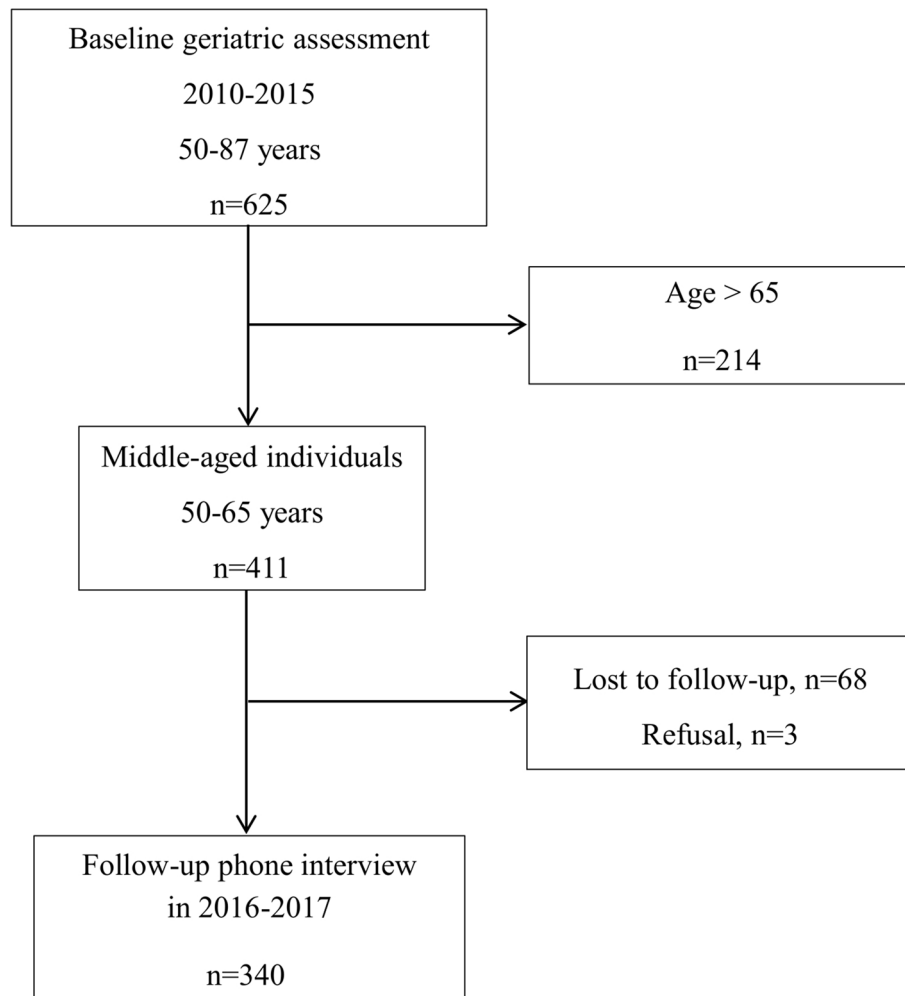 Baseline geriatric assessment
2010-2015
50-87 years
n=625
Age > 65
n=214
Middle-aged individuals
50-65 years
n=411
Lost to follow-up, n=68
Refusal, n=3
Follow-up phone interview
in 2016-2017
n=340